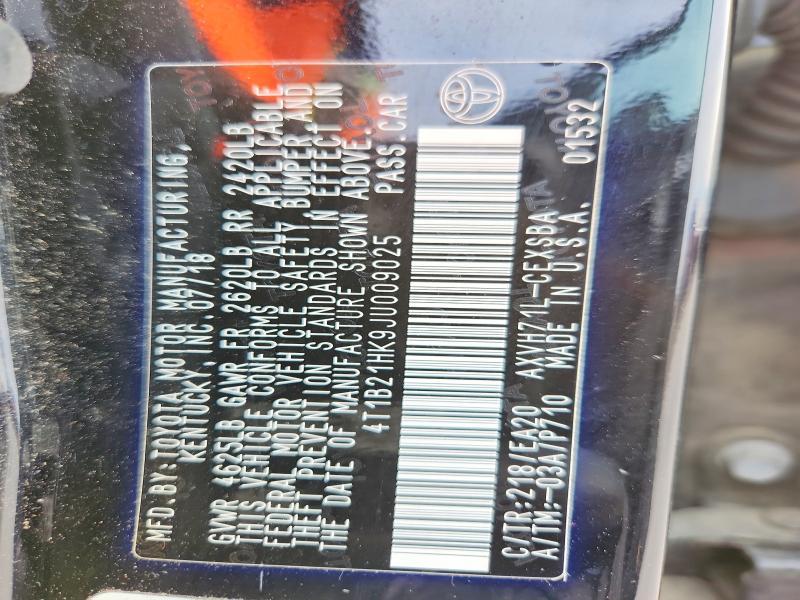 MFD BY:TOYOTA MOTOR MANUFACTURING,
KENTUCKY, INC. 07/18
GVWR 4625LB GAWR FR 2620LB RR 2420LB
THIS VEHICLE CONFORMS TO ALL APPLICABLE
FEDERAL MOTOR VEHICLE SAFETY, BUMPER, AND
THEFT PREVENTION STANDARDS IN EFFECT ON
THE DATE OF MANUFACTURE SHOWN ABOVE.
4T1B21HK9JU009025 PASS.CAR
C/TR:218/EA20 AXVH71L-CEXSBA 01532
A/TM:-03A/P710 MADE IN U.S.A.